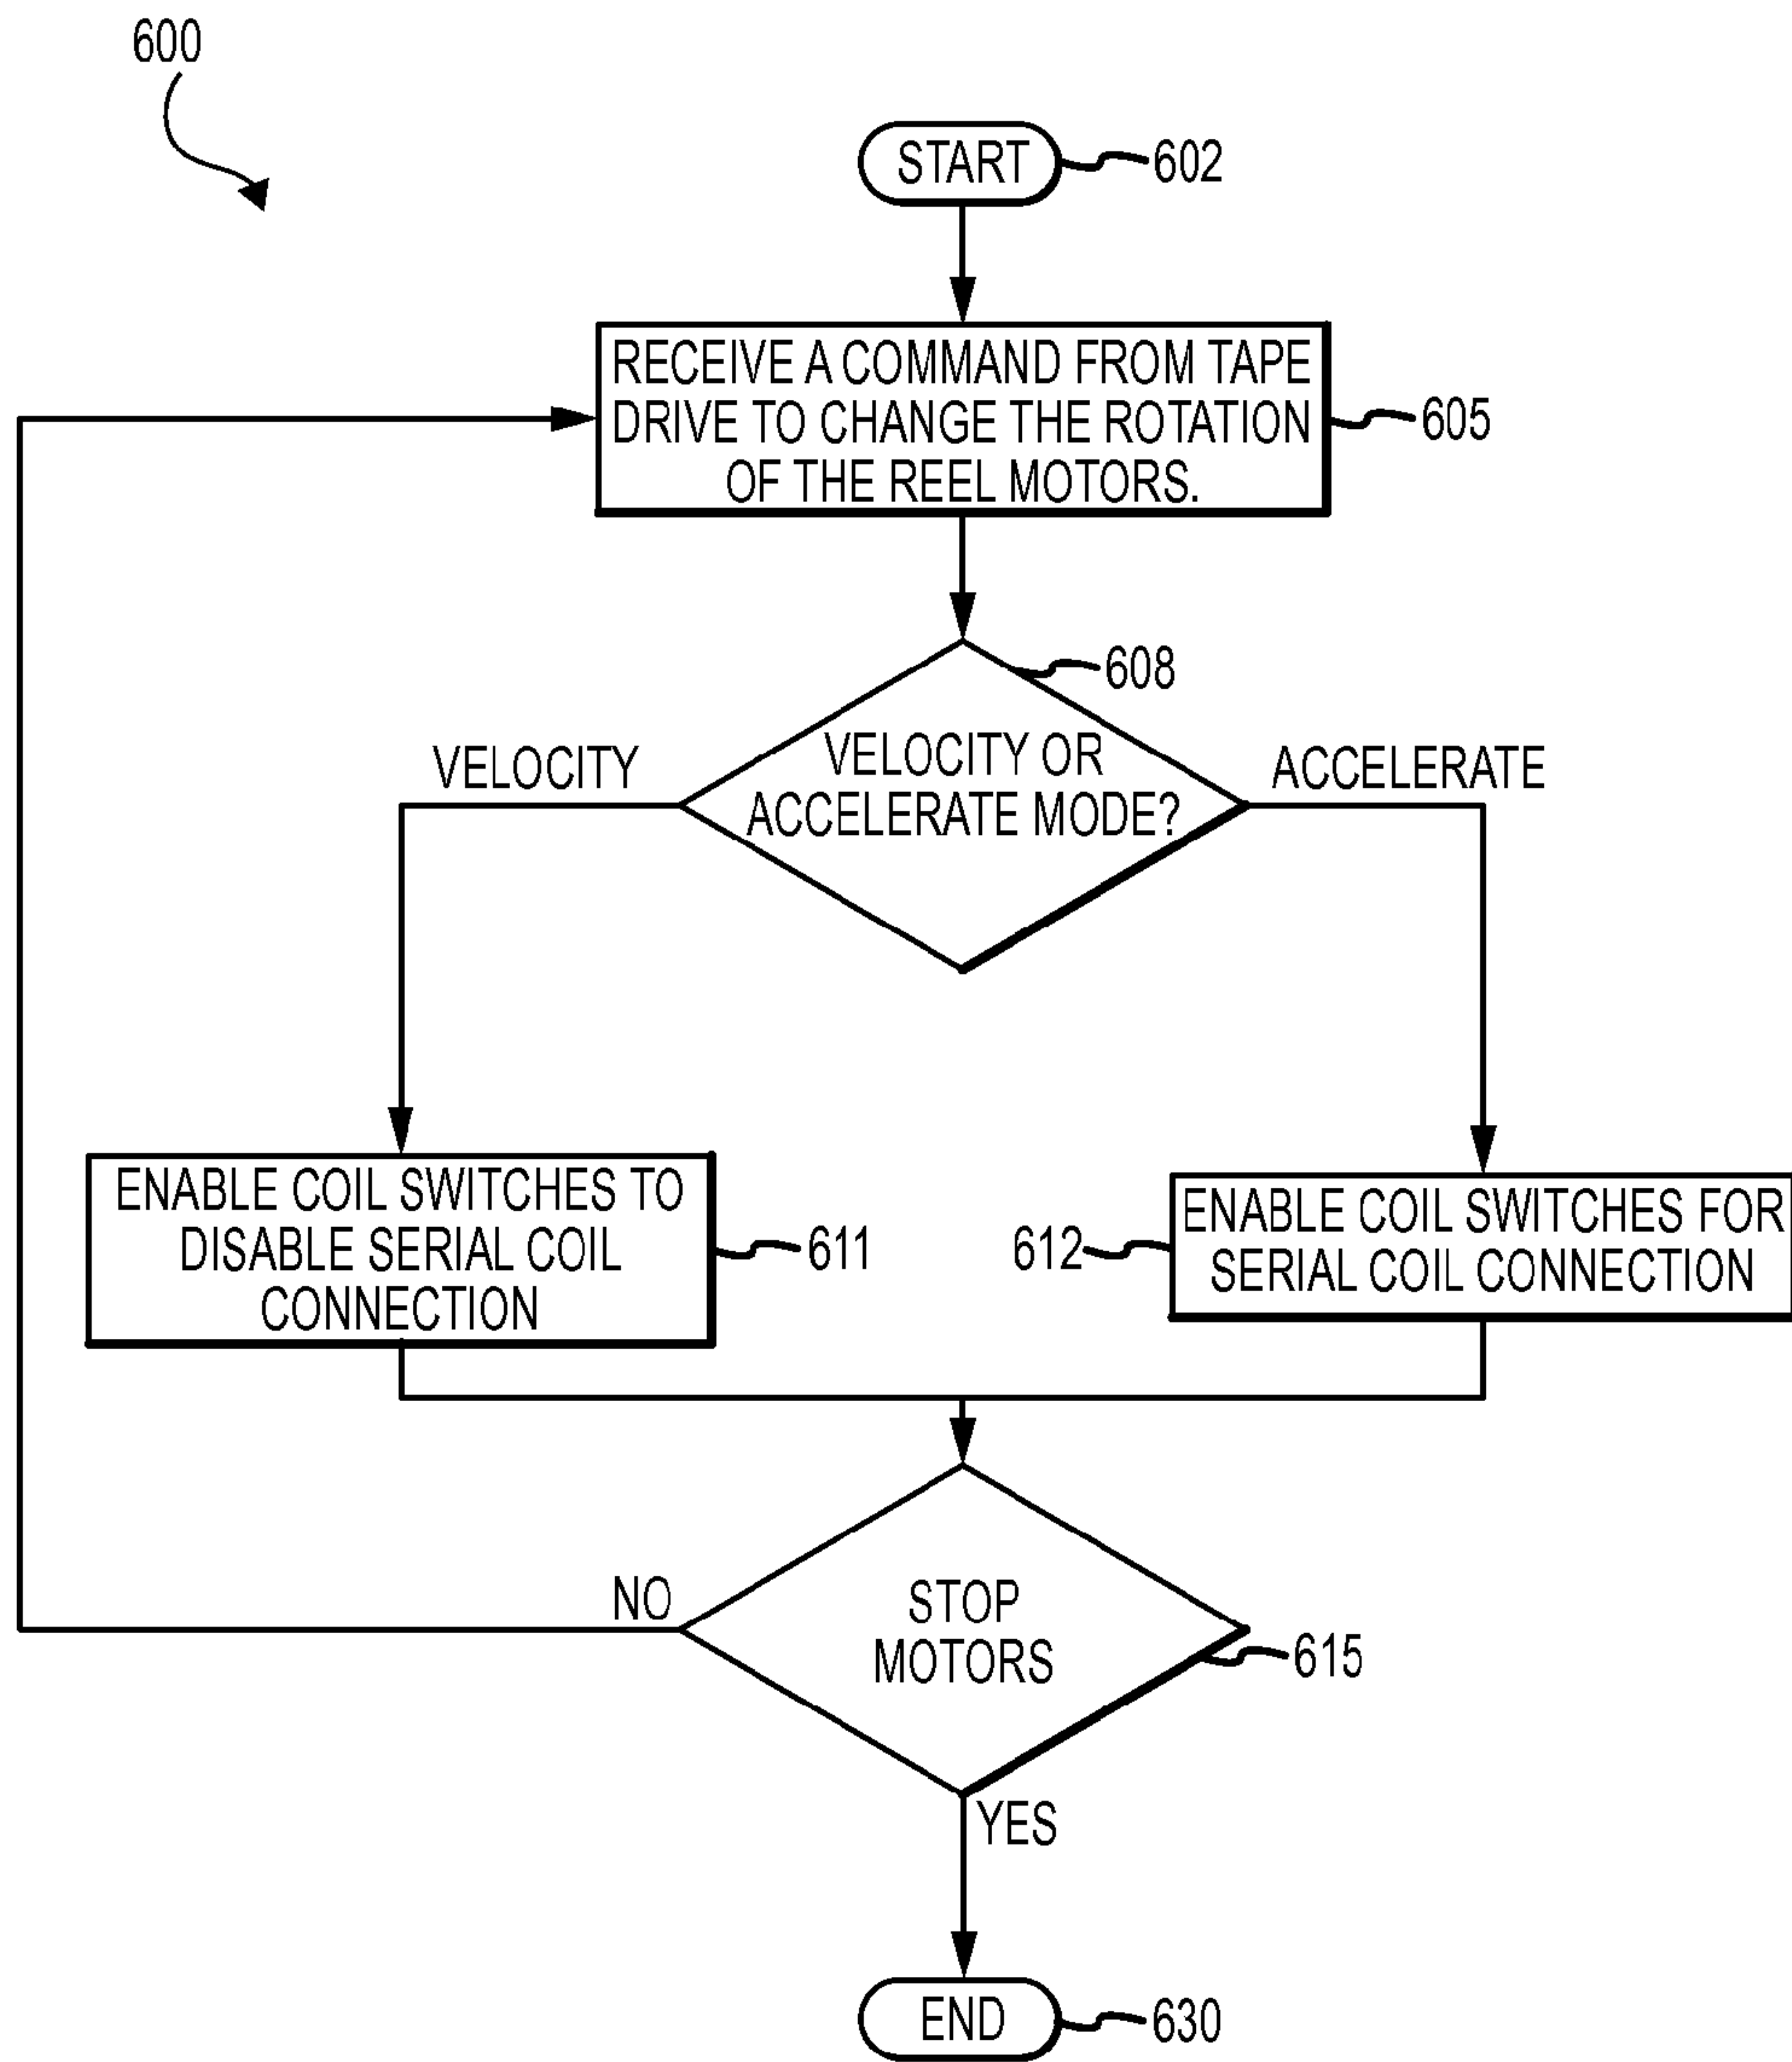 600
START
602
RECEIVE A COMMAND FROM TAPE
DRIVE TO CHANGE THE ROTATION
OF THE REEL MOTORS.
605
608
VELOCITY
VELOCITY OR
ACCELERATE MODE?
ACCELERATE
ENABLE COIL SWITCHES TO
DISABLE SERIAL COIL
CONNECTION
611
612
ENABLE COIL SWITCHES FOR
SERIAL COIL CONNECTION
NO
STOP
MOTORS
615
YES
END
630